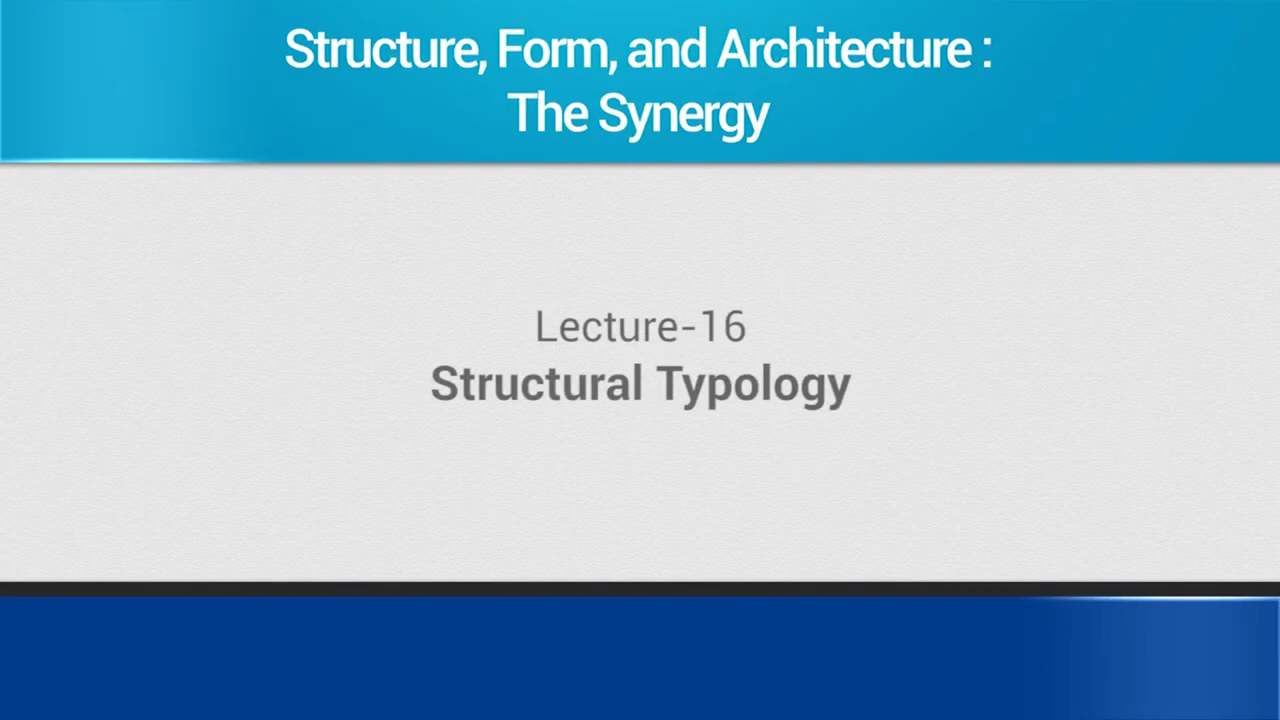 Structure, Form, and Architecture :
The Synergy
Lecture-16
Structural Typology